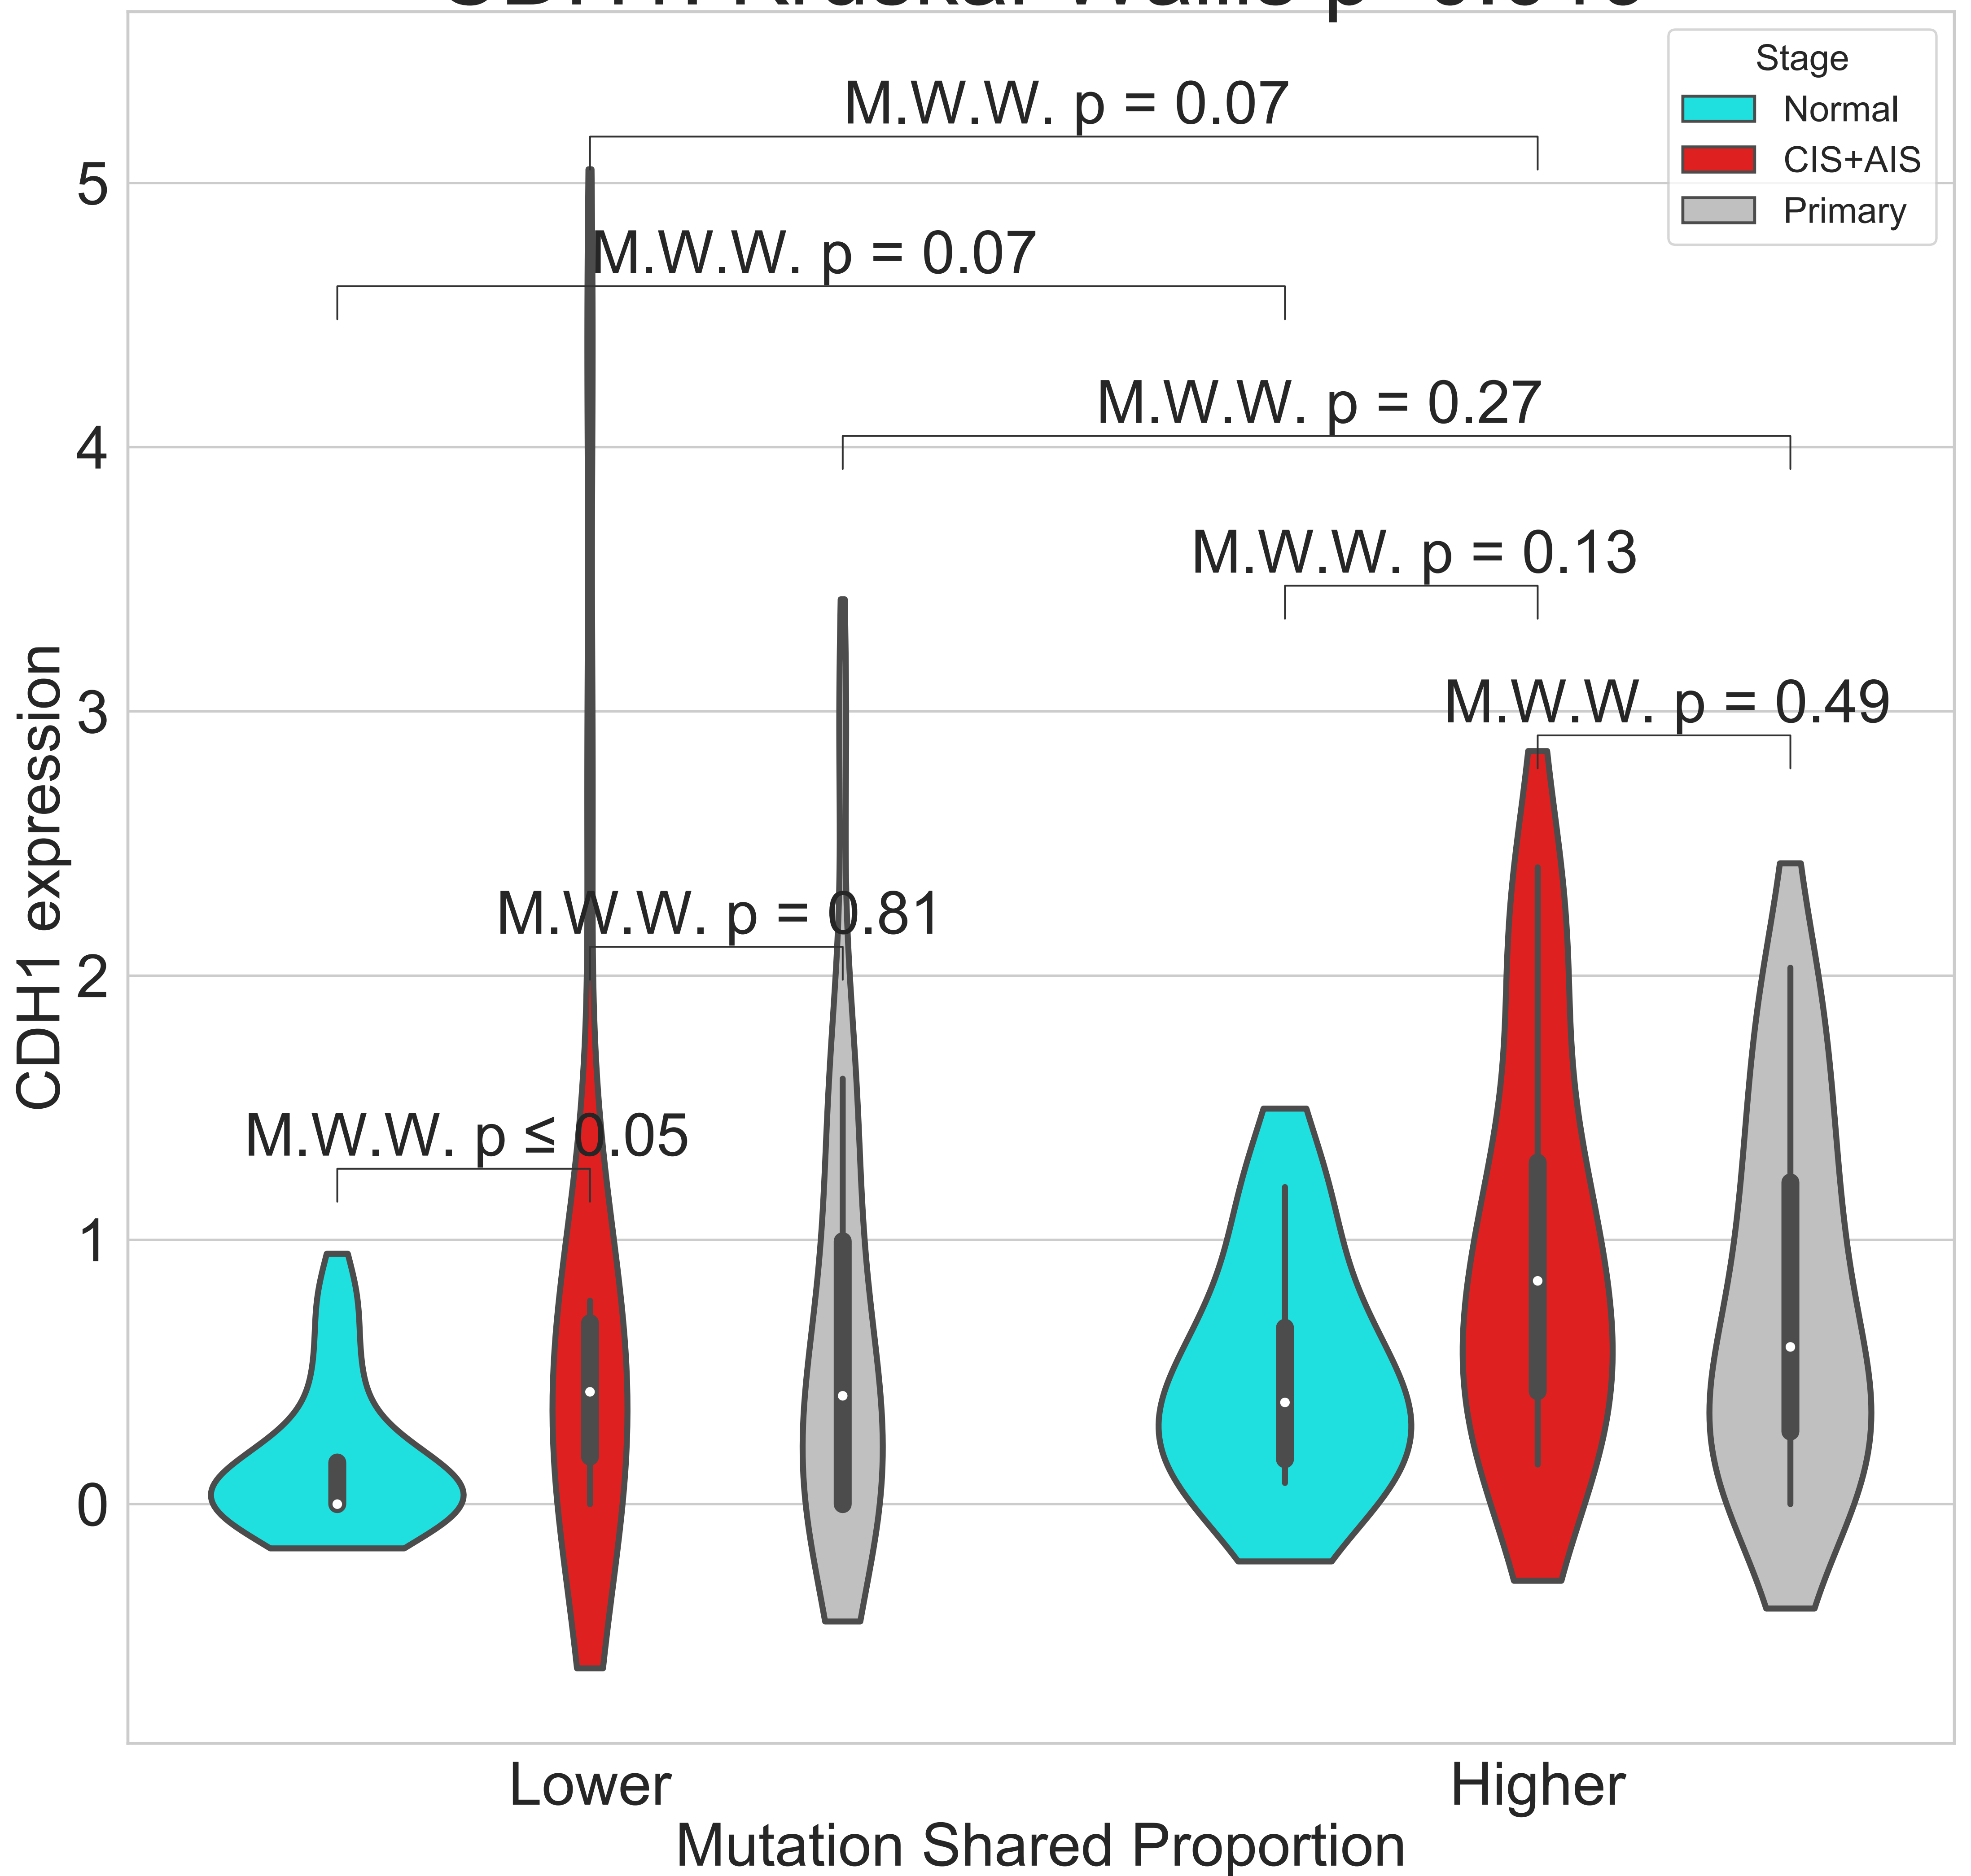 Stage
Normal
CIS+AIS
Primary
M.W.W. p = 0.07
M.W.W. p = 0.07
M.W.W. p = 0.27
M.W.W. p = 0.13
M.W.W. p = 0.49
M.W.W. p = 0.81
M.W.W. p ≤ 0.05
5
4
3
2
1
0
CDH1 expression
Lower
Higher
Mutation Shared Proportion